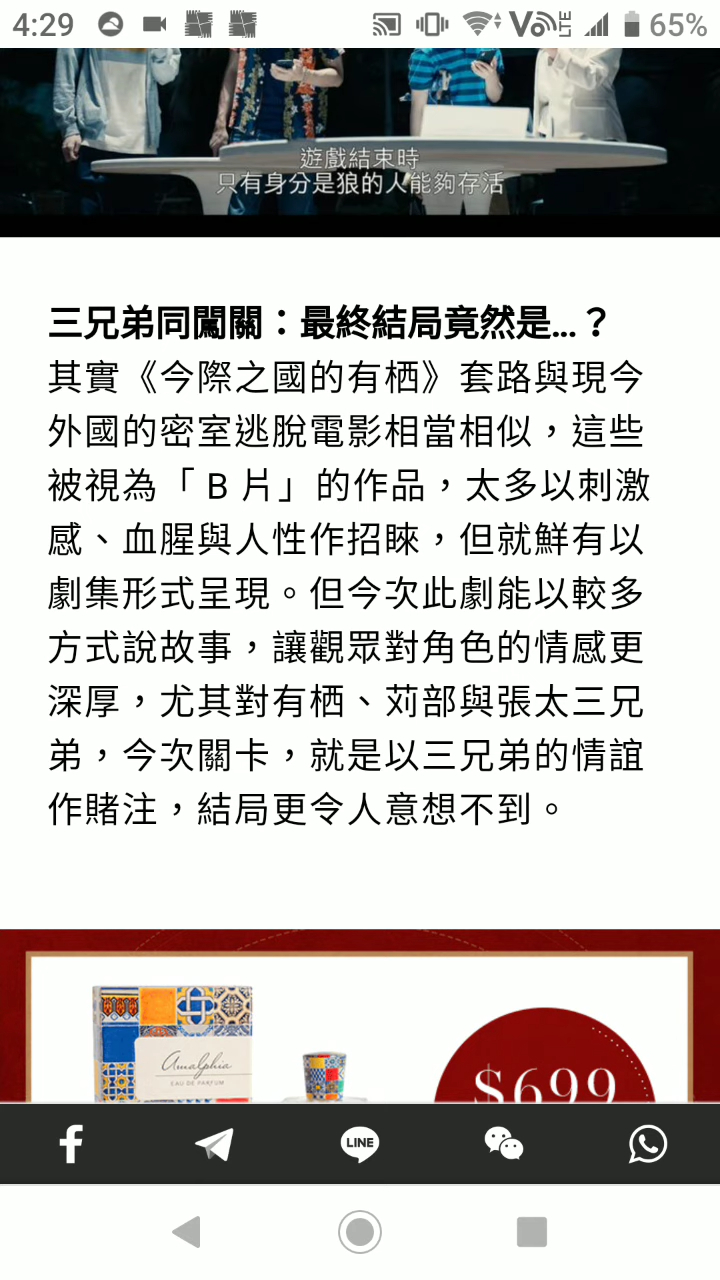 4:29
VoLTE
65%
遊戲結束時
只有身分是狼的人能夠存活
三兄弟同闖關：最終結局竟然是...？
其實《今際之國的有栖》套路與現今
外國的密室逃脫電影相當相似，這些
被視為「 B 片」的作品，太多以刺激
感、血腥與人性作招睞，但就鮮有以
劇集形式呈現。但今次此劇能以較多
方式說故事，讓觀眾對角色的情感更
深厚，尤其對有栖、苅部與張太三兄
弟，今次關卡，就是以三兄弟的情誼
作賭注，結局更令人意想不到。
Amalphia
EAU DE PARFUM
$699
LINE